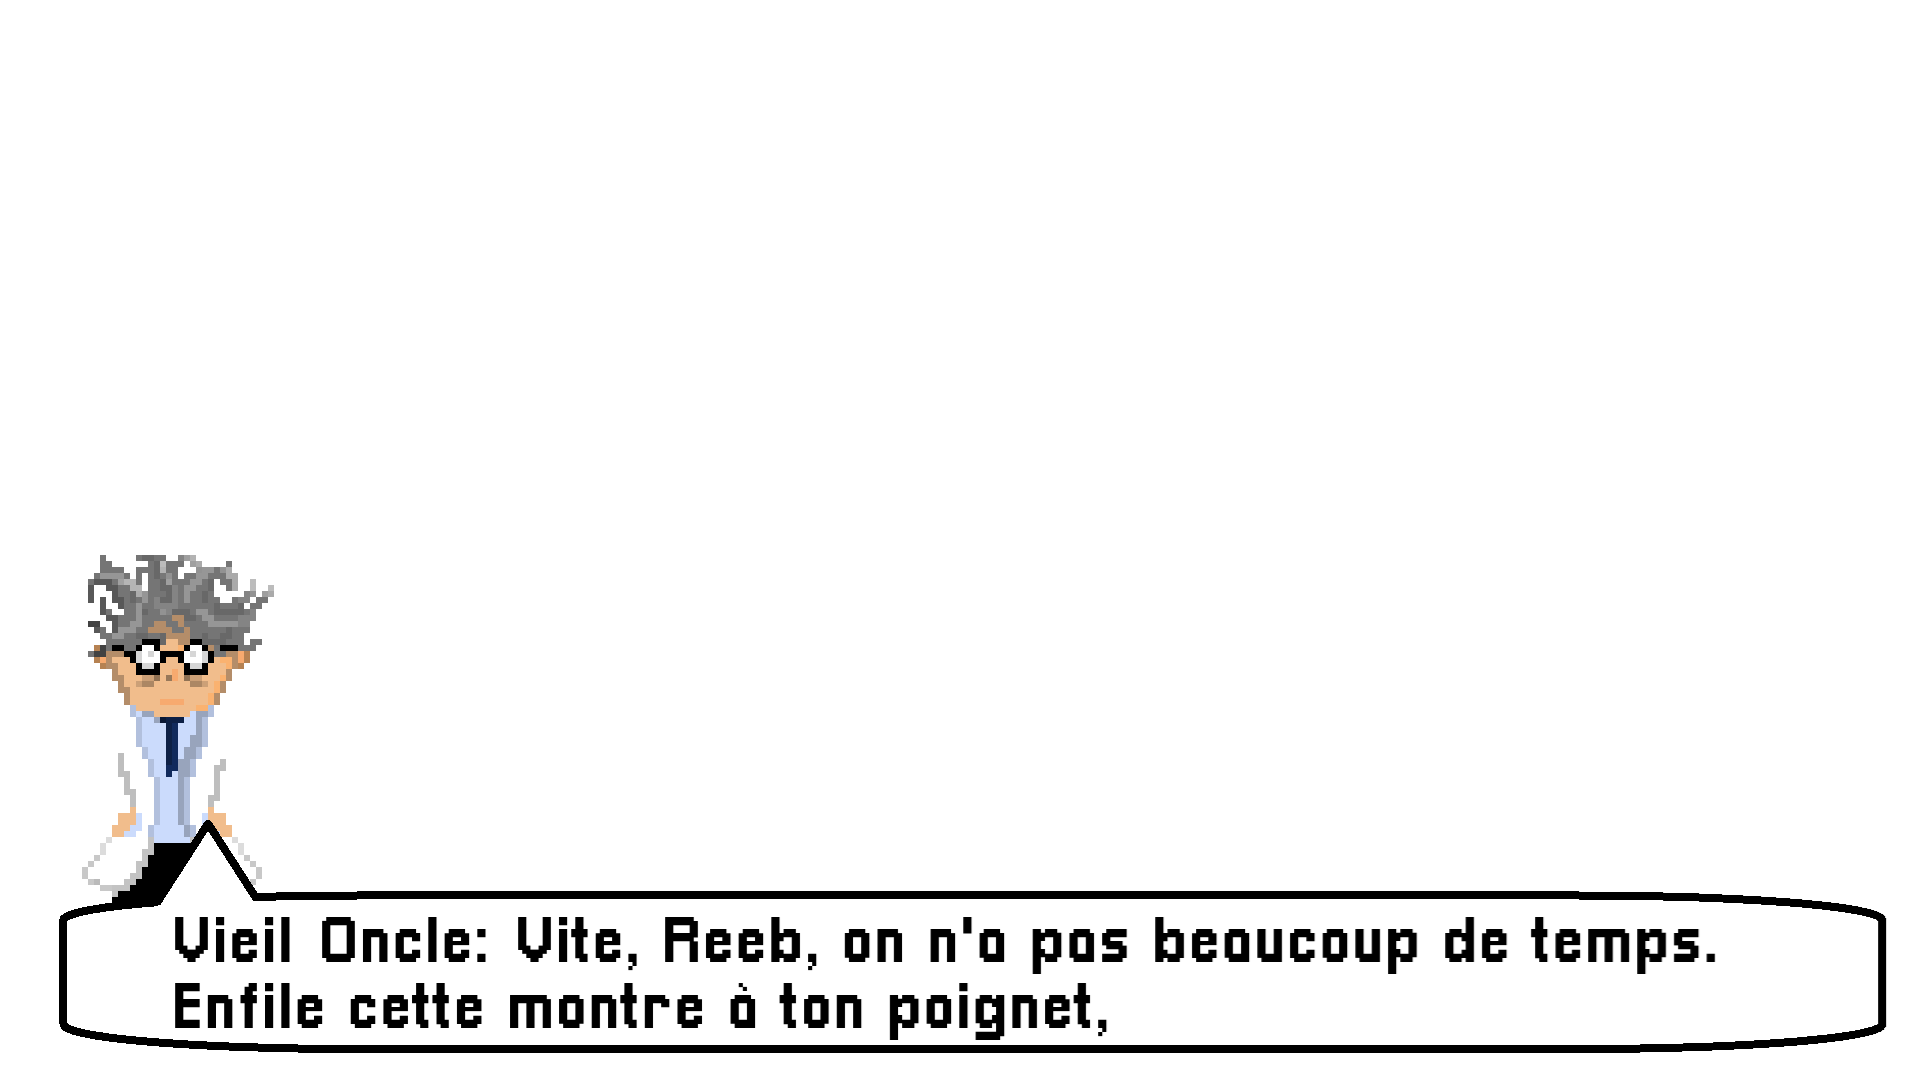 Vieil Oncle: Vite, Reeb, on n'a pas beaucoup de temps.
Enfile cette montre à ton poignet,